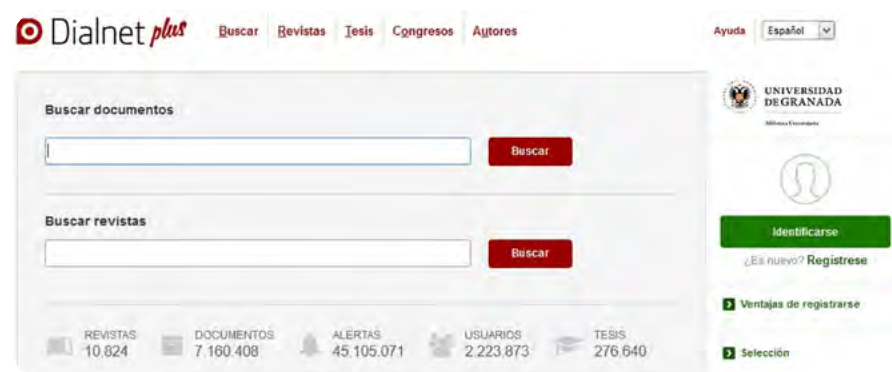 Dialnet plus Buscar Revistas Tesis Congresos Autores Ayuda Español
UNIVERSIDAD
DE GRANADA
Buscar documentos
Buscar
Buscar revistas
Buscar
Identificarse
¿Es nuevo? Regístrese
Ventajas de registrarse
Selección
REVISTAS DOCUMENTOS ALERTAS USUARIOS TESIS
10.824 7.160.408 45.105.071 2.223.873 276.640